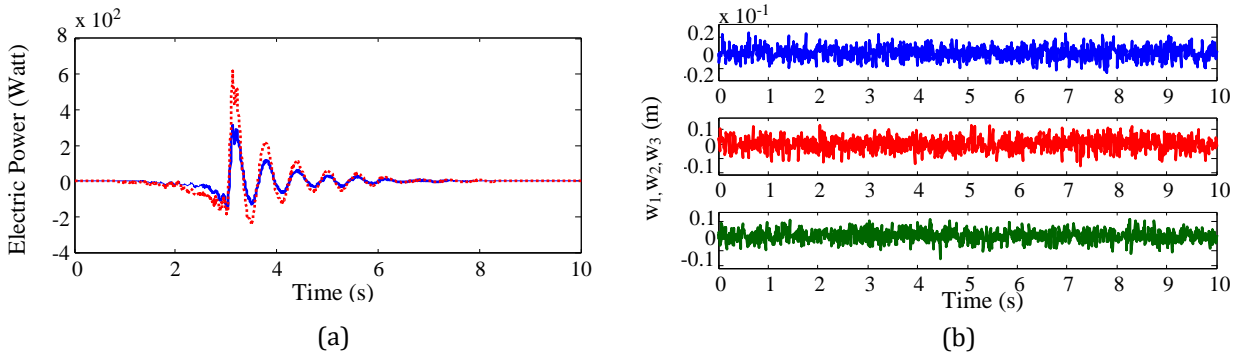 x 10²
8
6
4
2
0
-2
-4
0 2 4 6 8 10
Electric Power (Watt)
Time (s)
(a)
x 10⁻¹
0.2
0
-0.2
0 1 2 3 4 5 6 7 8 9 10
0.1
0
-0.1
0 1 2 3 4 5 6 7 8 9 10
0.1
0
-0.1
0 1 2 3 4 5 6 7 8 9 10
w₁, w₂, w₃ (m)
Time (s)
(b)